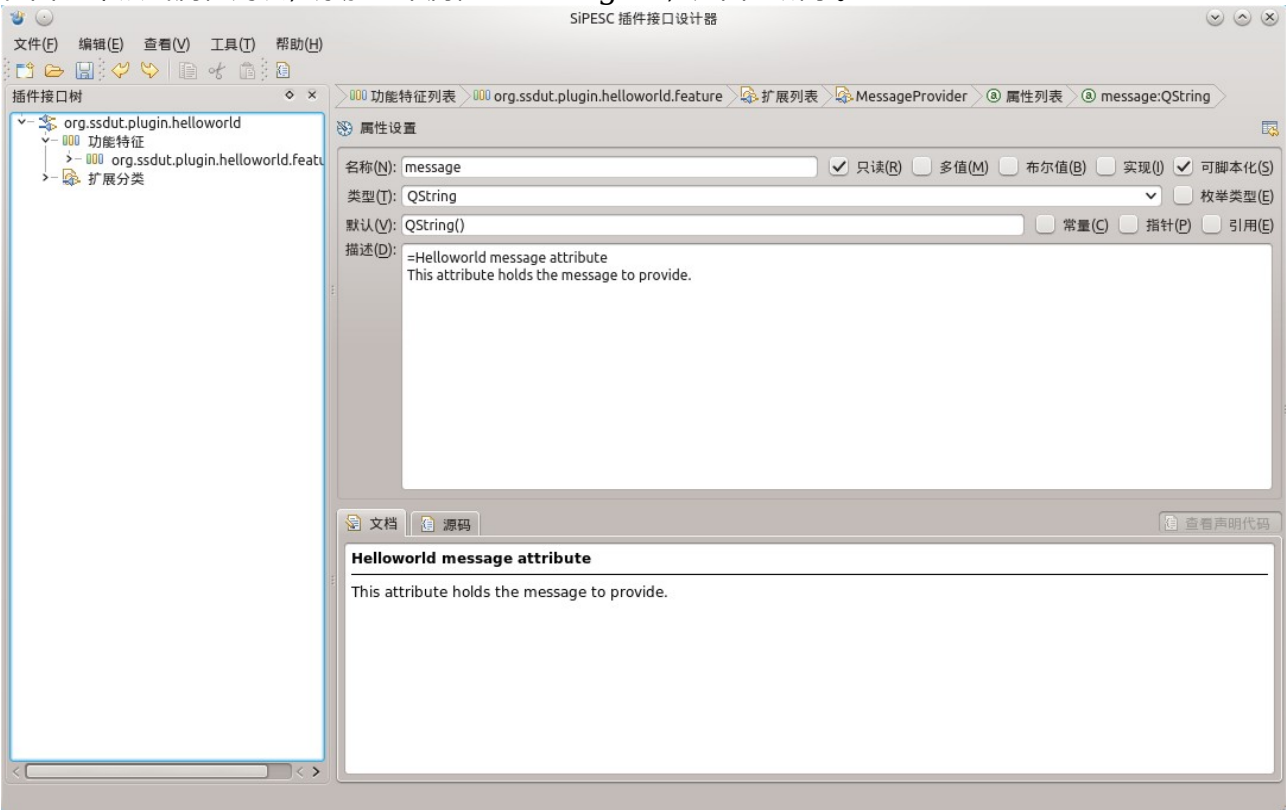 SiPESC 插件接口设计器
文件(F) 编辑(E) 查看(V) 工具(T) 帮助(H)
插件接口树
功能特征列表 org.ssdut.plugin.helloworld.feature 扩展列表 MessageProvider 属性列表 message:QString
org.ssdut.plugin.helloworld
功能特征
org.ssdut.plugin.helloworld.featu
扩展分类
属性设置
名称(N): message 只读(R) 多值(M) 布尔值(B) 实现(I) 可脚本化(S)
类型(T): QString 枚举类型(E)
默认(V): QString() 常量(C) 指针(P) 引用(E)
描述(D): =Helloworld message attribute
This attribute holds the message to provide.
文档 源码 查看声明代码
Helloworld message attribute
This attribute holds the message to provide.